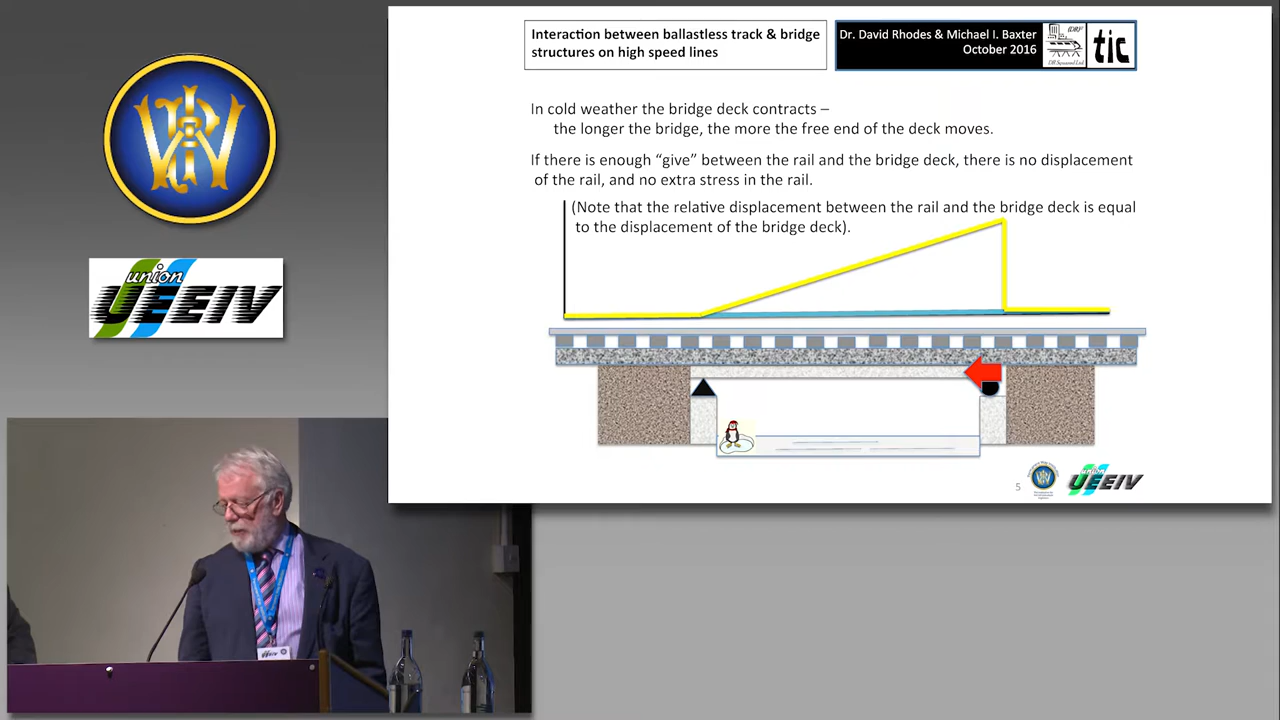 Interaction between ballastless track & bridge
structures on high speed lines
Dr. David Rhodes & Michael I. Baxter
October 2016
tic
In cold weather the bridge deck contracts –
the longer the bridge, the more the free end of the deck moves.
If there is enough “give” between the rail and the bridge deck, there is no displacement
of the rail, and no extra stress in the rail.
(Note that the relative displacement between the rail and the bridge deck is equal
to the displacement of the bridge deck).
union
UEEIV
5
union
UEEIV